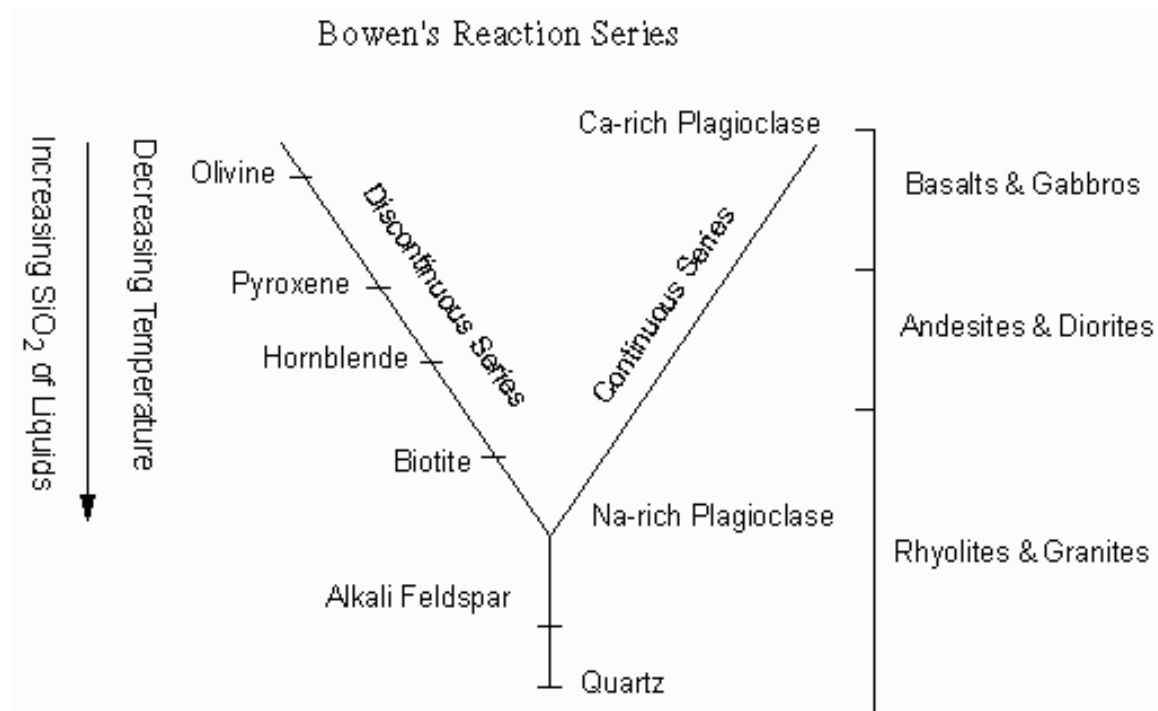 Bowen's Reaction Series
Increasing SiO₂ of Liquids
Decreasing Temperature
Olivine
Pyroxene
Hornblende
Biotite
Discontinuous Series
Continuous Series
Ca-rich Plagioclase
Na-rich Plagioclase
Alkali Feldspar
Quartz
Basalts & Gabbros
Andesites & Diorites
Rhyolites & Granites